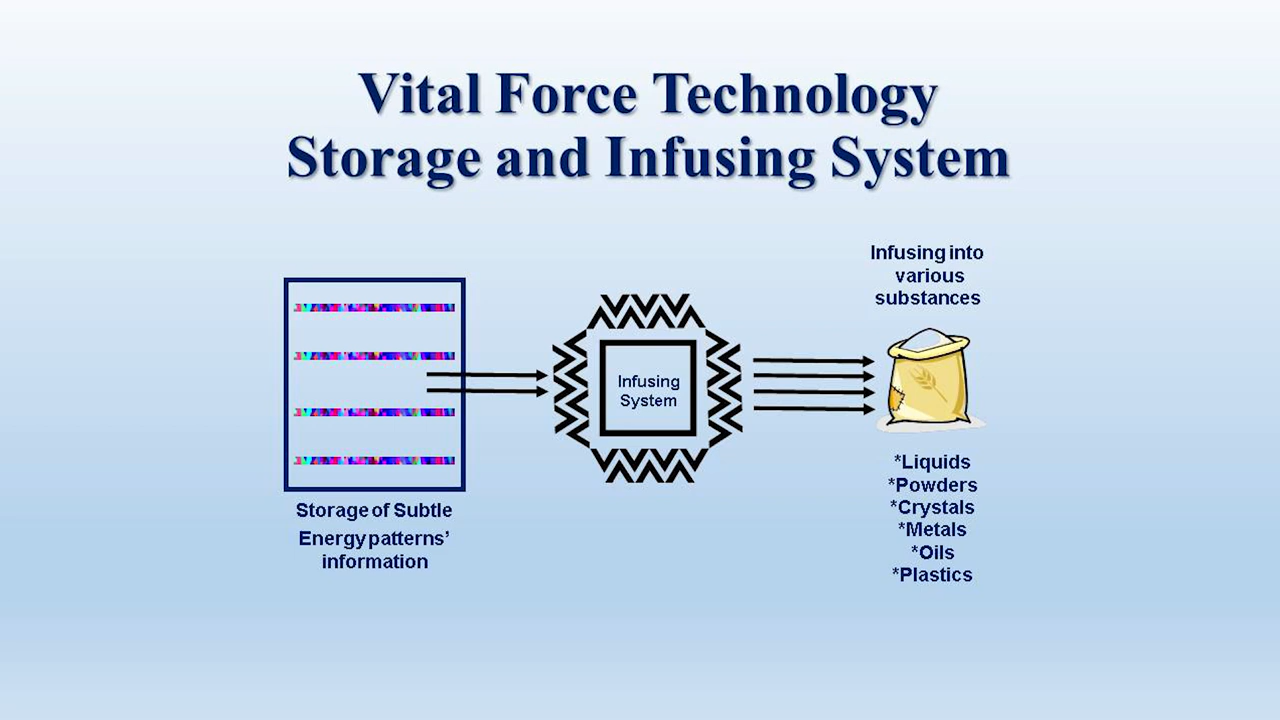 Vital Force Technology
Storage and Infusing System
Storage of Subtle
Energy patterns’
information
Infusing
System
Infusing into
various
substances
*Liquids
*Powders
*Crystals
*Metals
*Oils
*Plastics